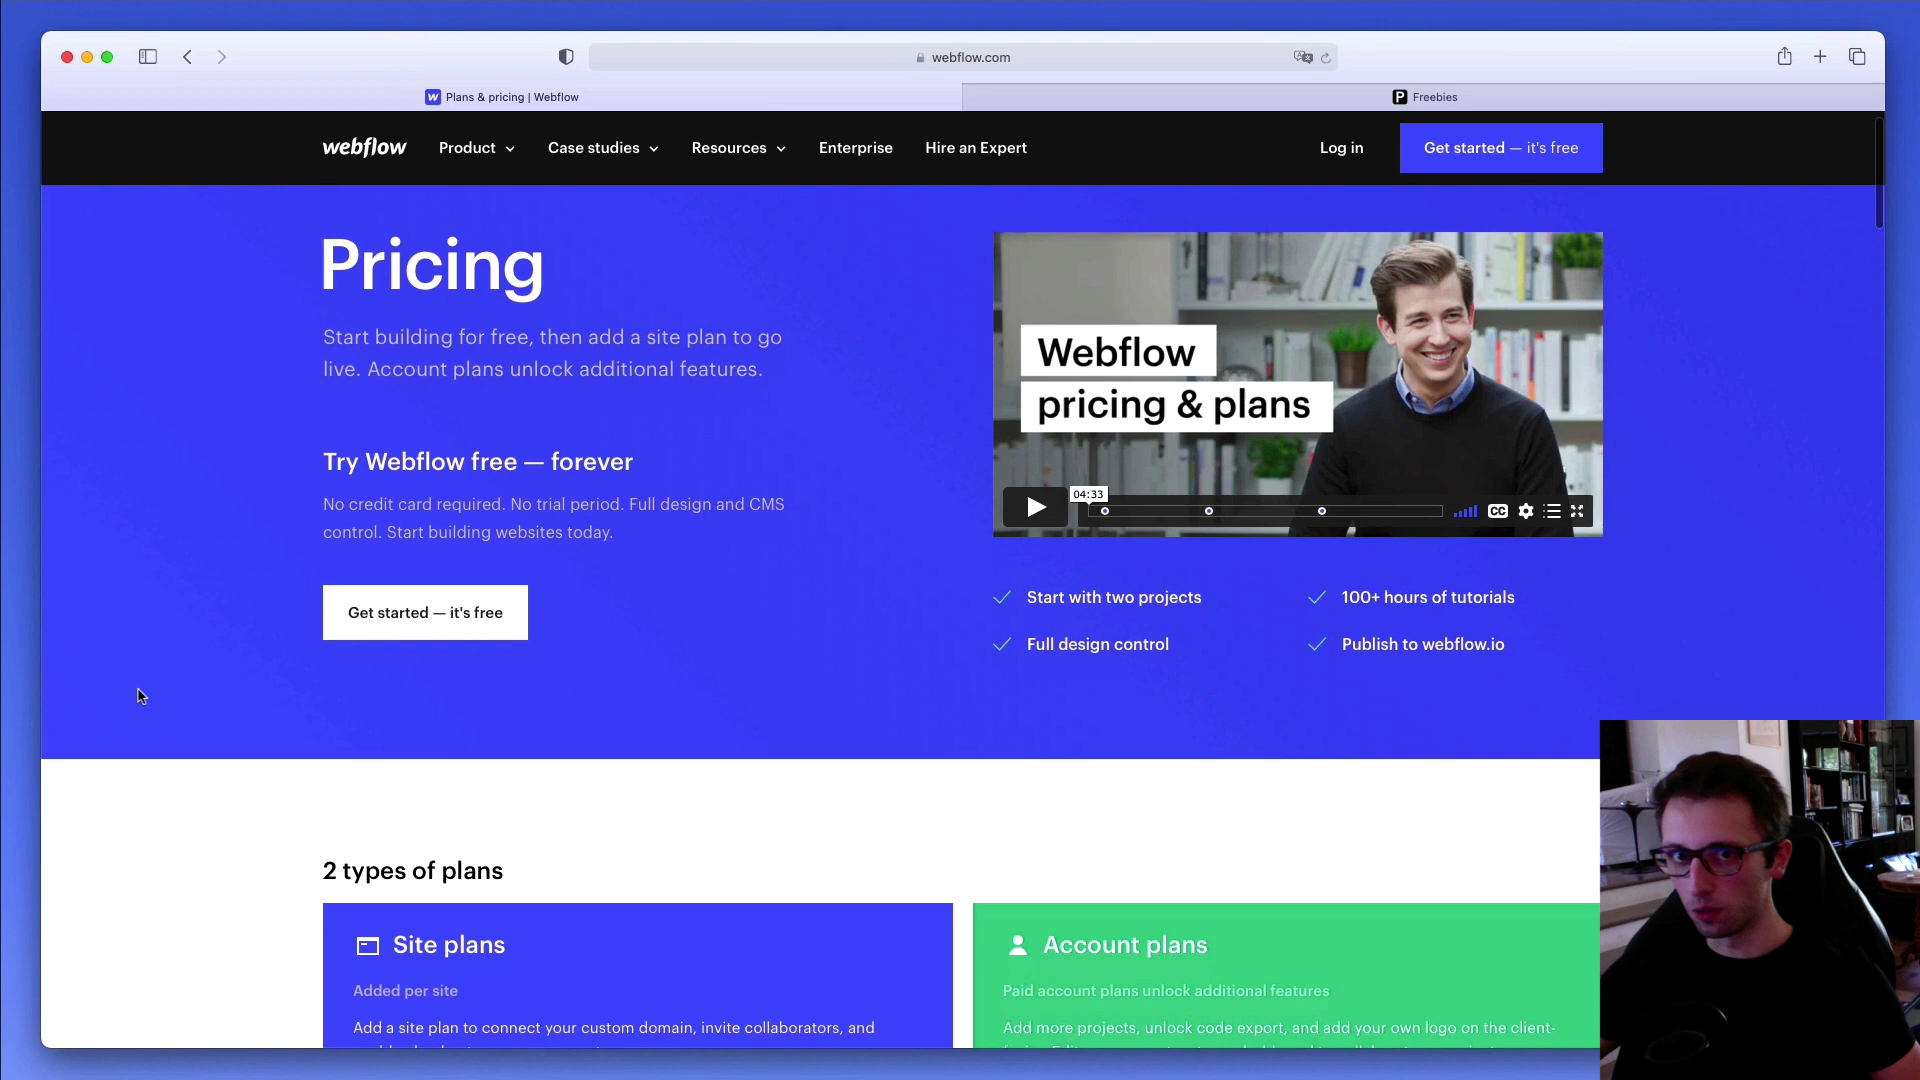 webflow.com
Plans & pricing | Webflow
Freebies
webflow
Product
Case studies
Resources
Enterprise
Hire an Expert
Log in
Get started — it's free
Pricing
Start building for free, then add a site plan to go
live. Account plans unlock additional features.
Try Webflow free — forever
No credit card required. No trial period. Full design and CMS
control. Start building websites today.
Get started — it's free
Webflow
pricing & plans
04:33
CC
Start with two projects
100+ hours of tutorials
Full design control
Publish to webflow.io
2 types of plans
Site plans
Added per site
Add a site plan to connect your custom domain, invite collaborators, and
Account plans
Paid account plans unlock additional features
Add more projects, unlock code export, and add your own logo on the client-